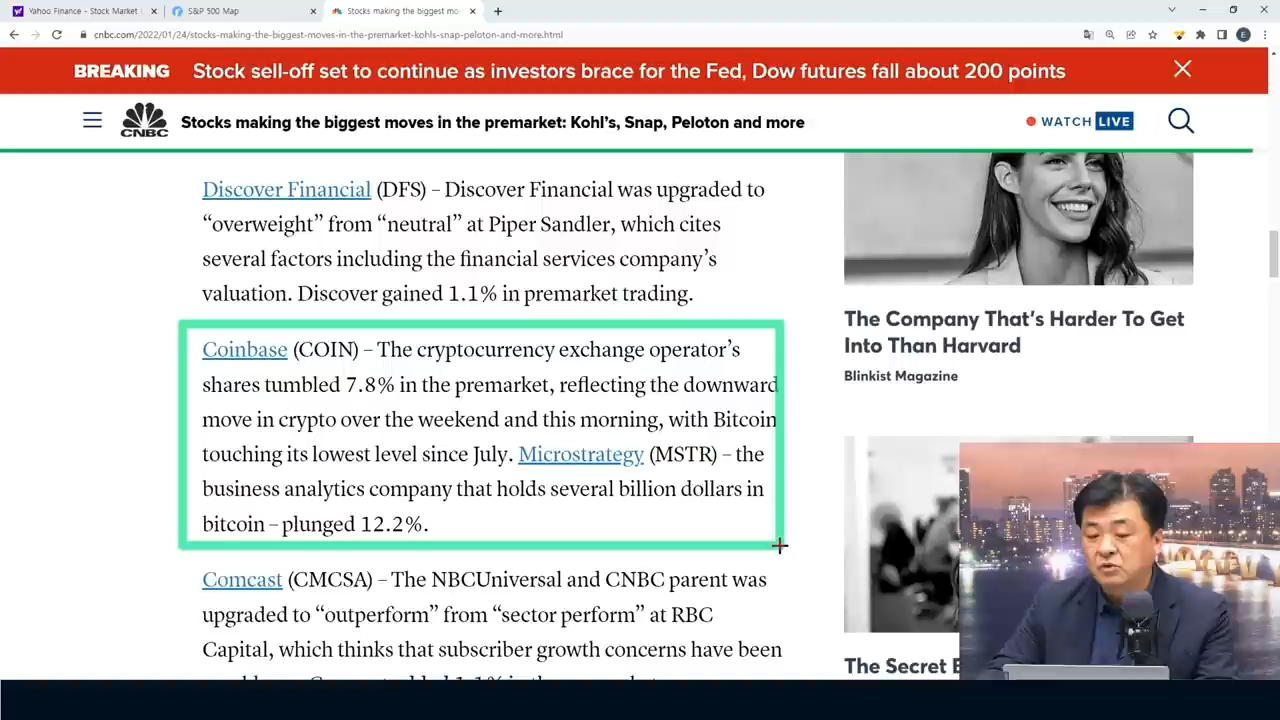 Yahoo Finance - Stock Market
S&P 500 Map
Stocks making the biggest mo
cnbc.com/2022/01/24/stocks-making-the-biggest-moves-in-the-premarket-kohls-snap-peloton-and-more.html
E
BREAKING
Stock sell-off set to continue as investors brace for the Fed, Dow futures fall about 200 points
CNBC
Stocks making the biggest moves in the premarket: Kohl's, Snap, Peloton and more
WATCH LIVE
Discover Financial (DFS) – Discover Financial was upgraded to
“overweight” from “neutral” at Piper Sandler, which cites
several factors including the financial services company’s
valuation. Discover gained 1.1% in premarket trading.
Coinbase (COIN) – The cryptocurrency exchange operator’s
shares tumbled 7.8% in the premarket, reflecting the downward
move in crypto over the weekend and this morning, with Bitcoin
touching its lowest level since July. Microstrategy (MSTR) – the
business analytics company that holds several billion dollars in
bitcoin – plunged 12.2%.
Comcast (CMCSA) – The NBCUniversal and CNBC parent was
upgraded to “outperform” from “sector perform” at RBC
Capital, which thinks that subscriber growth concerns have been
The Company That's Harder To Get
Into Than Harvard
Blinkist Magazine
The Secret